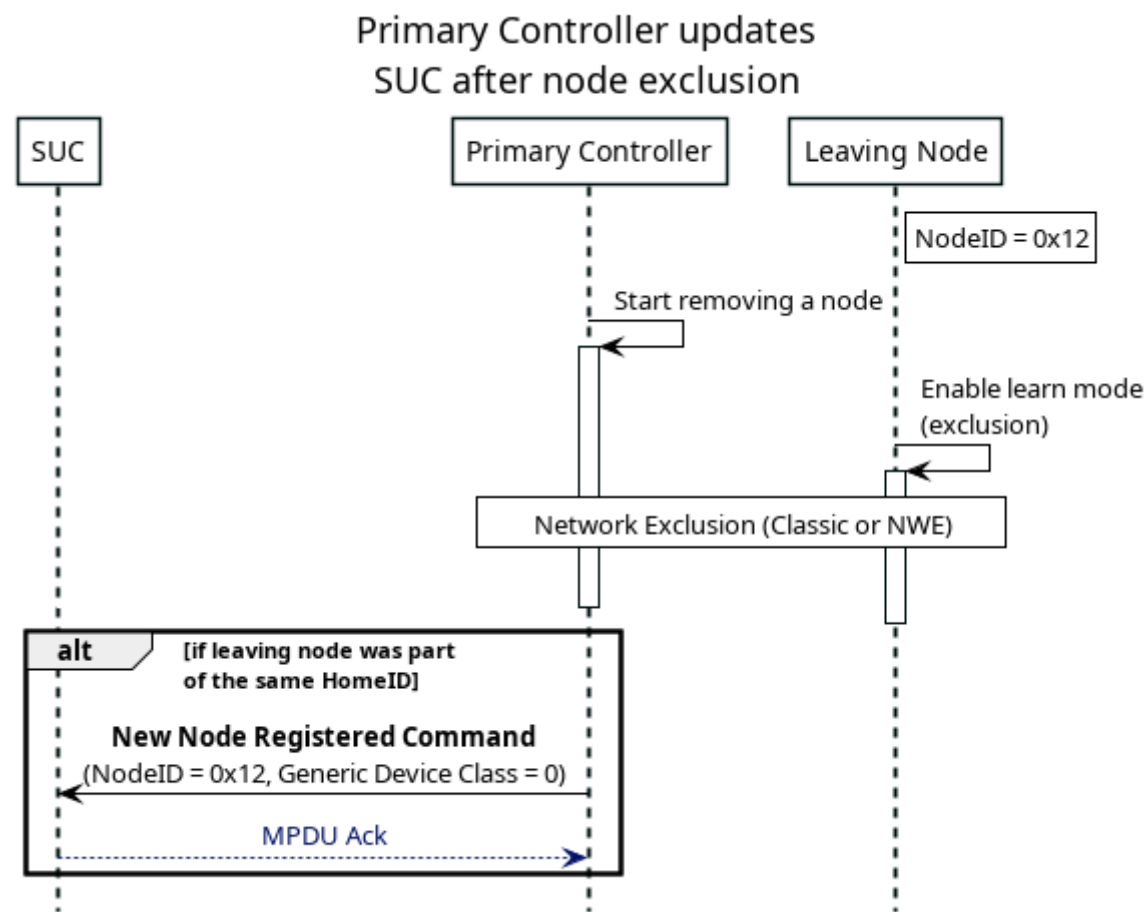 Primary Controller updates
SUC after node exclusion
SUC
Primary Controller
Leaving Node
NodeID = 0x12
Start removing a node
Enable learn mode
(exclusion)
Network Exclusion (Classic or NWE)
alt
[if leaving node was part
of the same HomeID]
New Node Registered Command
(NodeID = 0x12, Generic Device Class = 0)
MPDU Ack